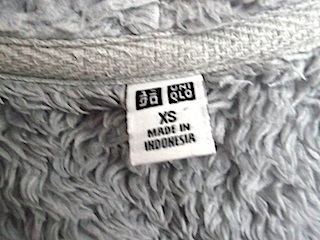 ユニ UNI
クロ QLO
XS
MADE IN
INDONESIA